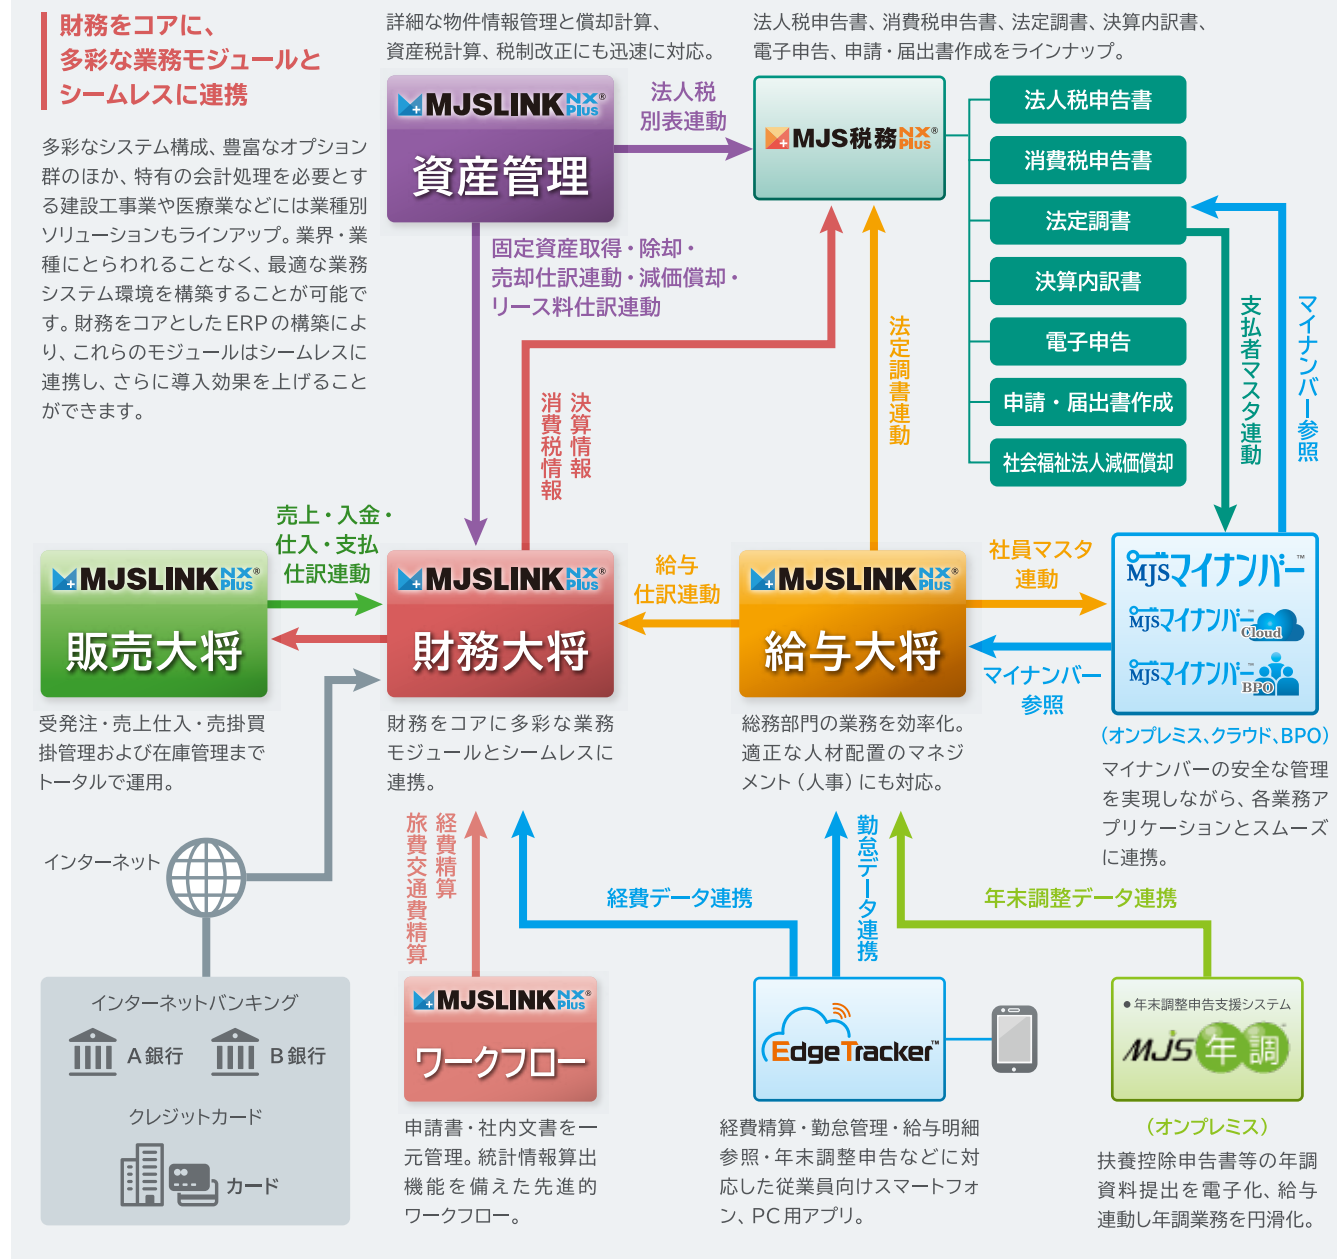 財務をコアに、
多彩な業務モジュールと
シームレスに連携
多彩なシステム構成、豊富なオプション
群のほか、特有の会計処理を必要とす
る建設工事業や医療業などには業種別
ソリューションもラインアップ。業界・業
種にとらわれることなく、最適な業務
システム環境を構築することが可能で
す。財務をコアとしたERPの構築によ
り、これらのモジュールはシームレスに
連携し、さらに導入効果を上げること
ができます。
詳細な物件情報管理と償却計算、
資産税計算、税制改正にも迅速に対応。
MJSLINK NX Plus®
資産管理
法人税
別表連動
法人税申告書、消費税申告書、法定調書、決算内訳書、
電子申告、申請・届出書作成をラインナップ。
MJS税務 NX Plus®
法人税申告書
消費税申告書
法定調書
決算内訳書
電子申告
申請・届出書作成
社会福祉法人減価償却
固定資産取得・除却・
売却仕訳連動・減価償却・
リース料仕訳連動
決算情報
消費税情報
法定調書連動
支払者マスタ連動
マイナンバー参照
売上・入金・
仕入・支払
仕訳連動
MJSLINK NX Plus®
販売大将
受発注・売上仕入・売掛買
掛管理および在庫管理まで
トータルで運用。
MJSLINK NX Plus®
財務大将
財務をコアに多彩な業務
モジュールとシームレスに
連携。
給与
仕訳連動
MJSLINK NX Plus®
給与大将
総務部門の業務を効率化。
適正な人材配置のマネジ
メント（人事）にも対応。
社員マスタ
連動
マイナンバー
参照
MJSマイナンバー™
MJSマイナンバー™ Cloud
MJSマイナンバー™ BPO
（オンプレミス、クラウド、BPO）
マイナンバーの安全な管理
を実現しながら、各業務ア
プリケーションとスムーズ
に連携。
インターネット
インターネットバンキング
A銀行
B銀行
クレジットカード
カード
経費精算
旅費交通費精算
経費データ連携
勤怠データ連携
年末調整データ連携
MJSLINK NX Plus®
ワークフロー
申請書・社内文書を一
元管理。統計情報算出
機能を備えた先進的
ワークフロー。
EdgeTracker™
経費精算・勤怠管理・給与明細
参照・年末調整申告などに対
応した従業員向けスマートフォ
ン、PC用アプリ。
●年末調整申告支援システム
MJS年調
（オンプレミス）
扶養控除申告書等の年調
資料提出を電子化、給与
連動し年調業務を円滑化。